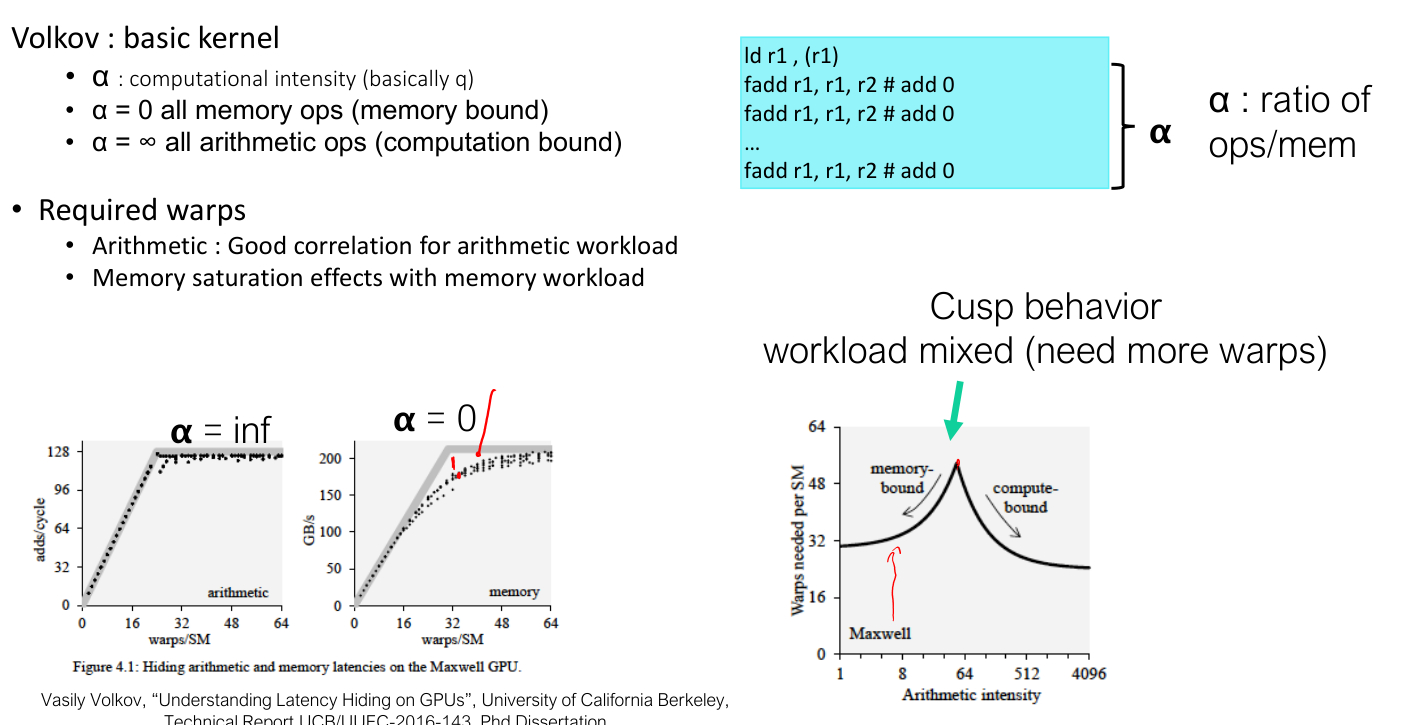 Volkov : basic kernel
• α : computational intensity (basically q)
• α = 0 all memory ops (memory bound)
• α = ∞ all arithmetic ops (computation bound)
• Required warps
• Arithmetic : Good correlation for arithmetic workload
• Memory saturation effects with memory workload
ld r1 , (r1)
fadd r1, r1, r2 # add 0
fadd r1, r1, r2 # add 0
...
fadd r1, r1, r2 # add 0
α
α : ratio of
ops/mem
Cusp behavior
workload mixed (need more warps)
α = inf
128
96
64
32
0
adds/cycle
arithmetic
0 16 32 48 64
warps/SM
α = 0
200
150
100
50
0
GB/s
memory
0 16 32 48 64
warps/SM
Figure 4.1: Hiding arithmetic and memory latencies on the Maxwell GPU.
64
48
32
16
0
Warps needed per SM
memory-
bound
compute-
bound
Maxwell
1 8 64 512 4096
Arithmetic intensity
Vasily Volkov, “Understanding Latency Hiding on GPUs”, University of California Berkeley,
Technical Report UCB/UUEC-2016-143, Phd Dissertation